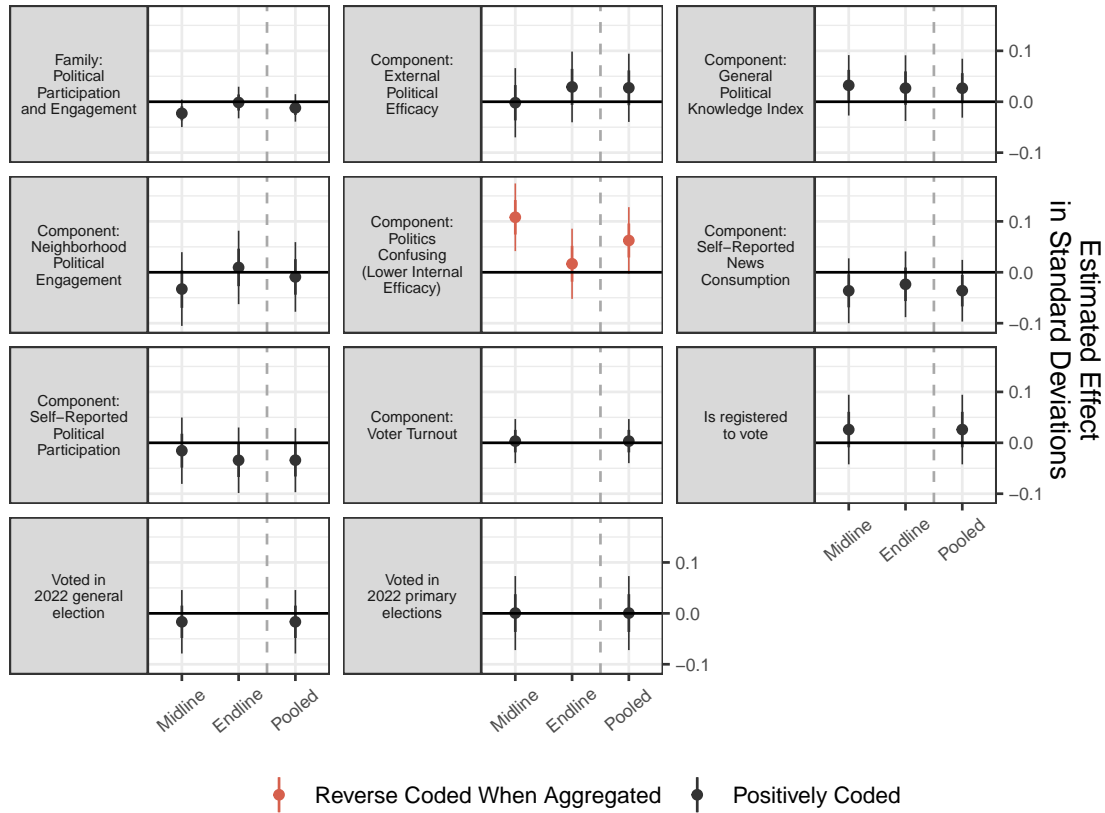 Family:
Political
Participation
and Engagement
Component:
External
Political
Efficacy
Component:
General
Political
Knowledge Index
0.1
0.0
−0.1
Component:
Neighborhood
Political
Engagement
Component:
Politics
Confusing
(Lower Internal
Efficacy)
Component:
Self−Reported
News
Consumption
0.1
0.0
−0.1
Component:
Self−Reported
Political
Participation
Component:
Voter Turnout
Is registered
to vote
0.1
0.0
−0.1
Midline
Endline
Pooled
Voted in
2022 general
election
Voted in
2022 primary
elections
0.1
0.0
−0.1
Midline
Endline
Pooled
Midline
Endline
Pooled
Estimated Effect
in Standard Deviations
Reverse Coded When Aggregated
Positively Coded